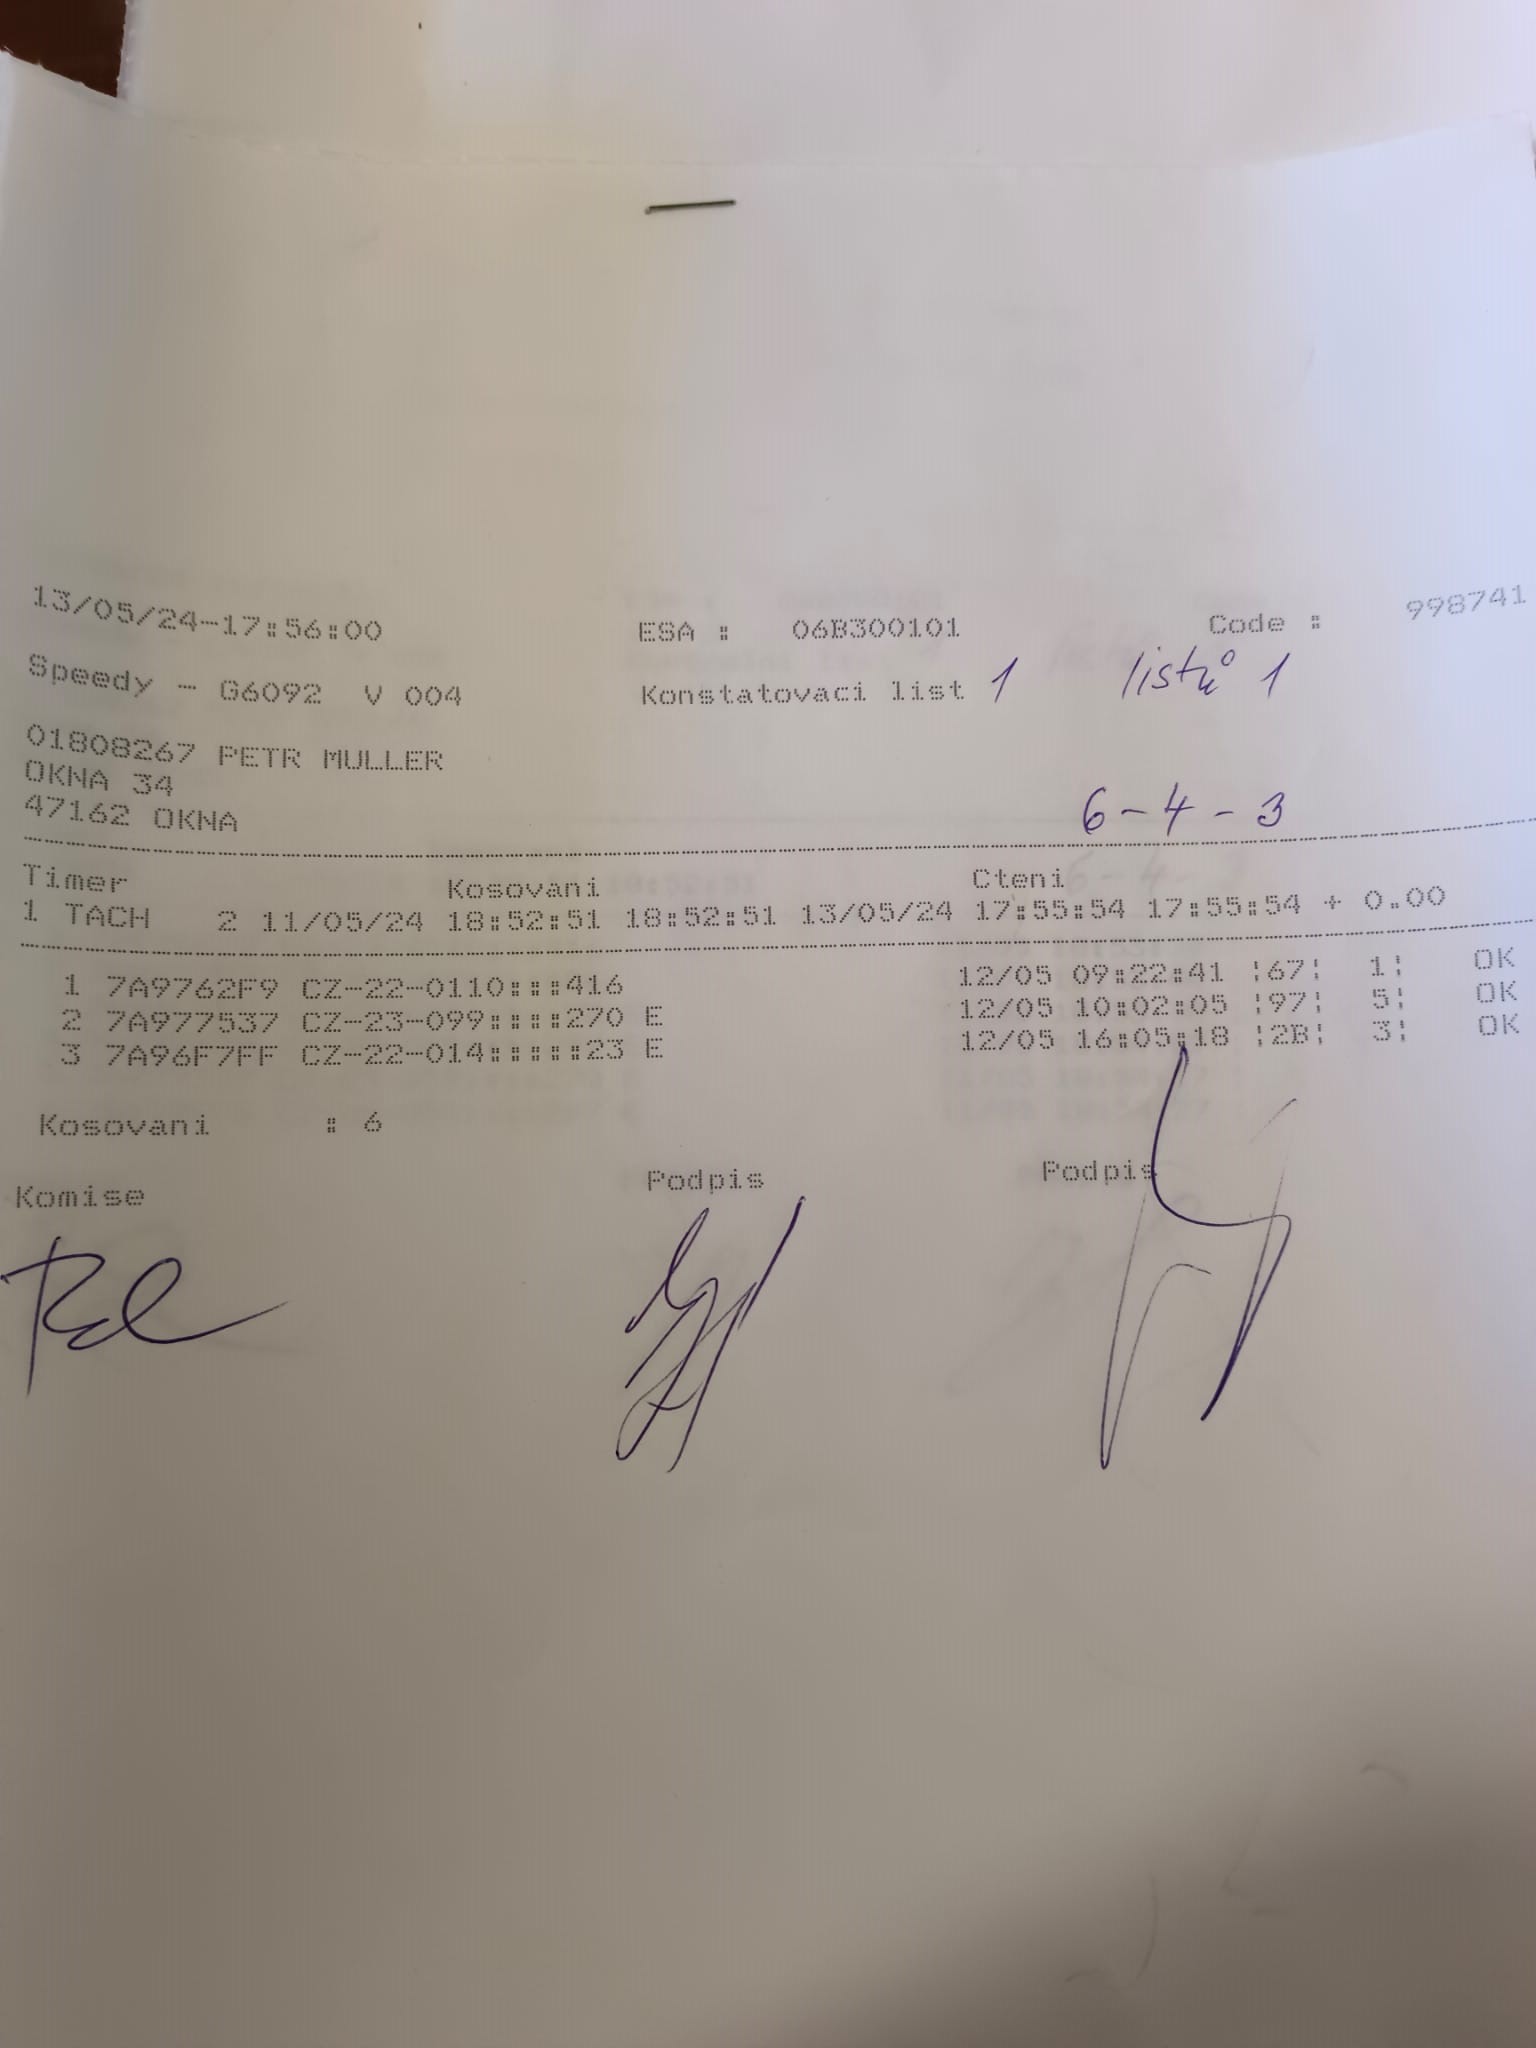 13/05/24-17:56:00 ESA : 06B300101 Code : 998741
Speedy - G6092 V 004 Konstatovaci list 1 listů 1
01808267 PETR MULLER
OKNA 34
47162 OKNA
6-4-3
Timer Kosovani Cteni
1 TACH 2 11/05/24 18:52:51 18:52:51 13/05/24 17:55:54 17:55:54 + 0.00
1 7A9762F9 CZ-22-0110:::416 12/05 09:22:41 ¦67¦ 1¦ OK
2 7A977537 CZ-23-099::::270 E 12/05 10:02:05 ¦97¦ 5¦ OK
3 7A96F7FF CZ-22-014:::::23 E 12/05 16:05:18 ¦2B¦ 3¦ OK
Kosovani : 6
Komise Podpis Podpis